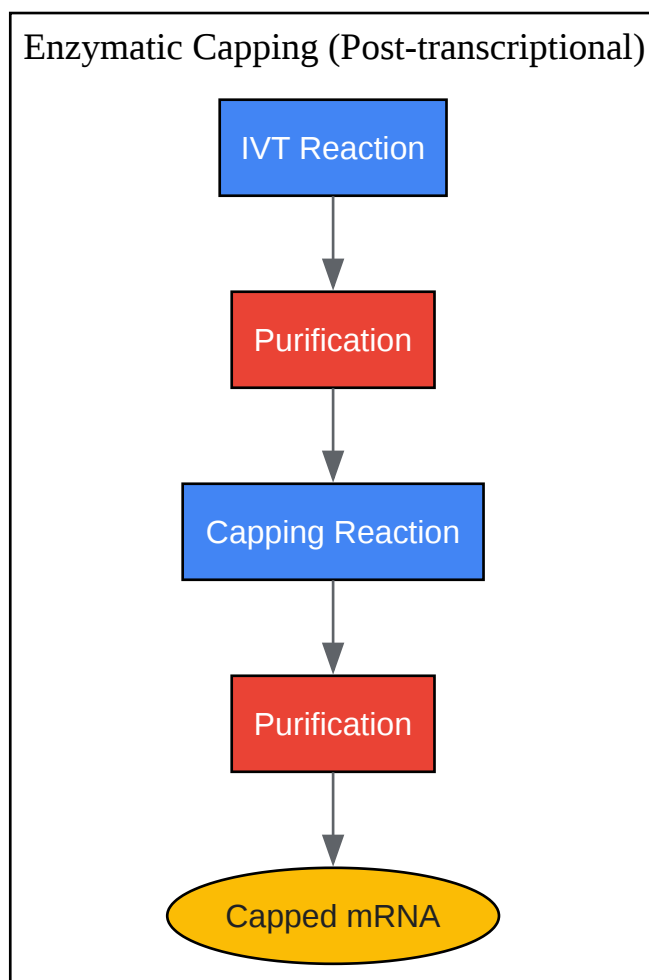 Enzymatic Capping (Post-transcriptional)
IVT Reaction
Purification
Capping Reaction
Purification
Capped mRNA